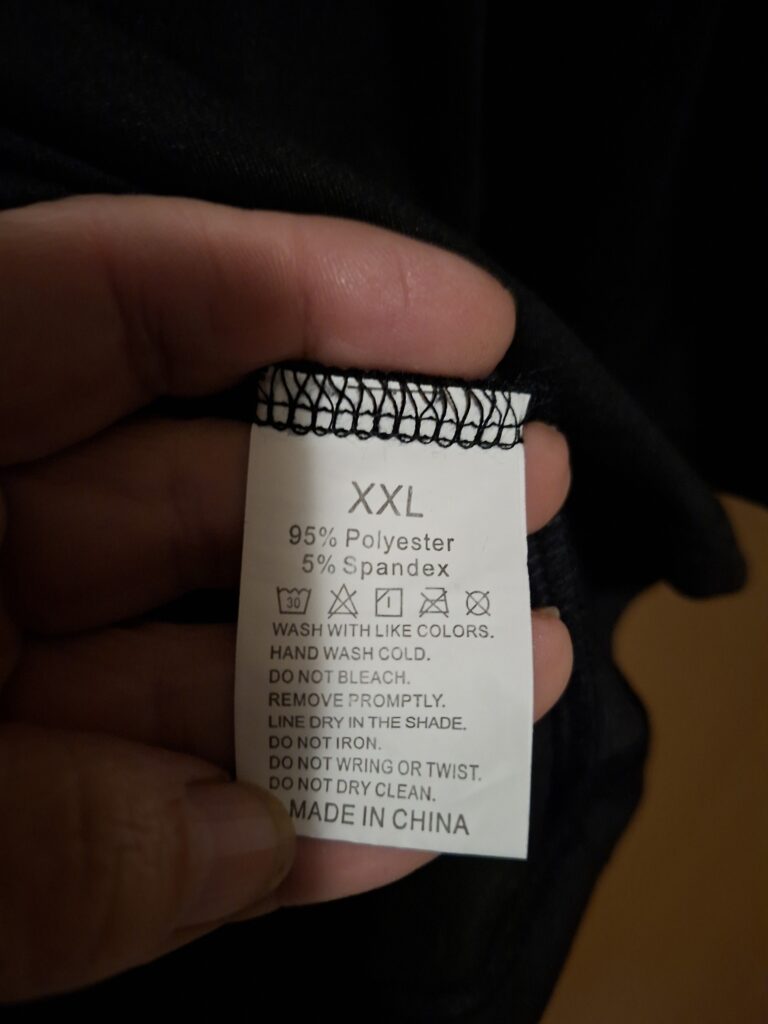 XXL
95% Polyester
5% Spandex
30
WASH WITH LIKE COLORS.
HAND WASH COLD.
DO NOT BLEACH.
REMOVE PROMPTLY.
LINE DRY IN THE SHADE.
DO NOT IRON.
DO NOT WRING OR TWIST.
DO NOT DRY CLEAN.
MADE IN CHINA